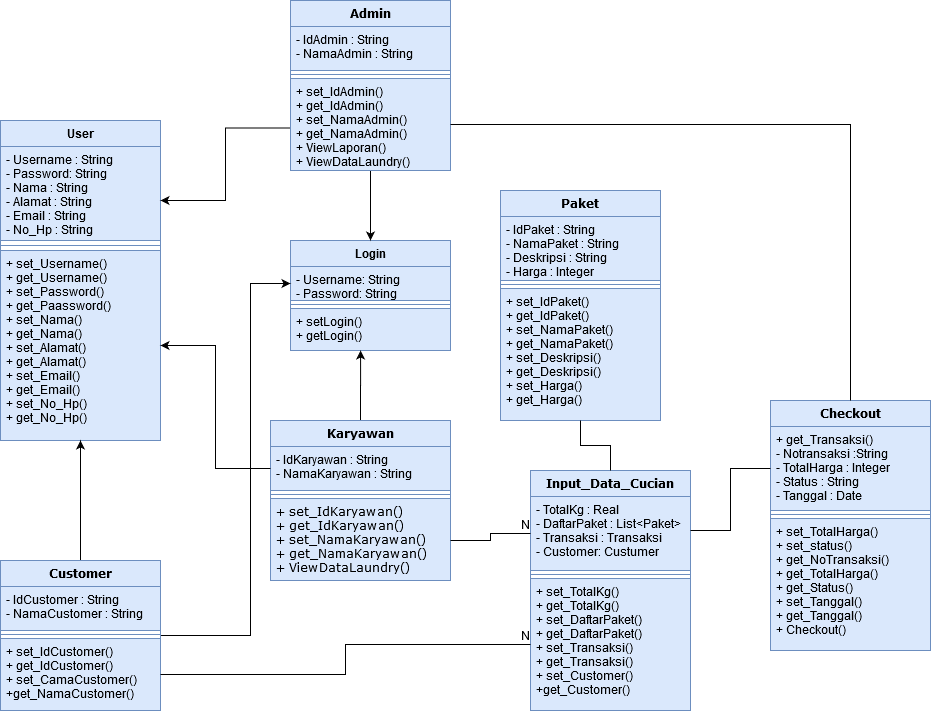 Admin
- IdAdmin : String
- NamaAdmin : String
+ set_IdAdmin()
+ get_IdAdmin()
+ set_NamaAdmin()
+ get_NamaAdmin()
+ ViewLaporan()
+ ViewDataLaundry()
User
- Username : String
- Password: String
- Nama : String
- Alamat : String
- Email : String
- No_Hp : String
+ set_Username()
+ get_Username()
+ set_Password()
+ get_Paassword()
+ set_Nama()
+ get_Nama()
+ set_Alamat()
+ get_Alamat()
+ set_Email()
+ get_Email()
+ set_No_Hp()
+ get_No_Hp()
Login
- Username: String
- Password: String
+ setLogin()
+ getLogin()
Paket
- IdPaket : String
- NamaPaket : String
- Deskripsi : String
- Harga : Integer
+ set_IdPaket()
+ get_IdPaket()
+ set_NamaPaket()
+ get_NamaPaket()
+ set_Deskripsi()
+ get_Deskripsi()
+ set_Harga()
+ get_Harga()
Karyawan
- IdKaryawan : String
- NamaKaryawan : String
+ set_IdKaryawan()
+ get_IdKaryawan()
+ set_NamaKaryawan()
+ get_NamaKaryawan()
+ ViewDataLaundry()
Checkout
+ get_Transaksi()
- Notransaksi :String
- TotalHarga : Integer
- Status : String
- Tanggal : Date
+ set_TotalHarga()
+ set_status()
+ get_NoTransaksi()
+ get_TotalHarga()
+ get_Status()
+ set_Tanggal()
+ get_Tanggal()
+ Checkout()
Input_Data_Cucian
- TotalKg : Real
- DaftarPaket : List<Paket>
- Transaksi : Transaksi
- Customer: Custumer
+ set_TotalKg()
+ get_TotalKg()
+ set_DaftarPaket()
+ get_DaftarPaket()
+ set_Transaksi()
+ get_Transaksi()
+ set_Customer()
+get_Customer()
N
N
Customer
- IdCustomer : String
- NamaCustomer : String
+ set_IdCustomer()
+ get_IdCustomer()
+ set_CamaCustomer()
+get_NamaCustomer()